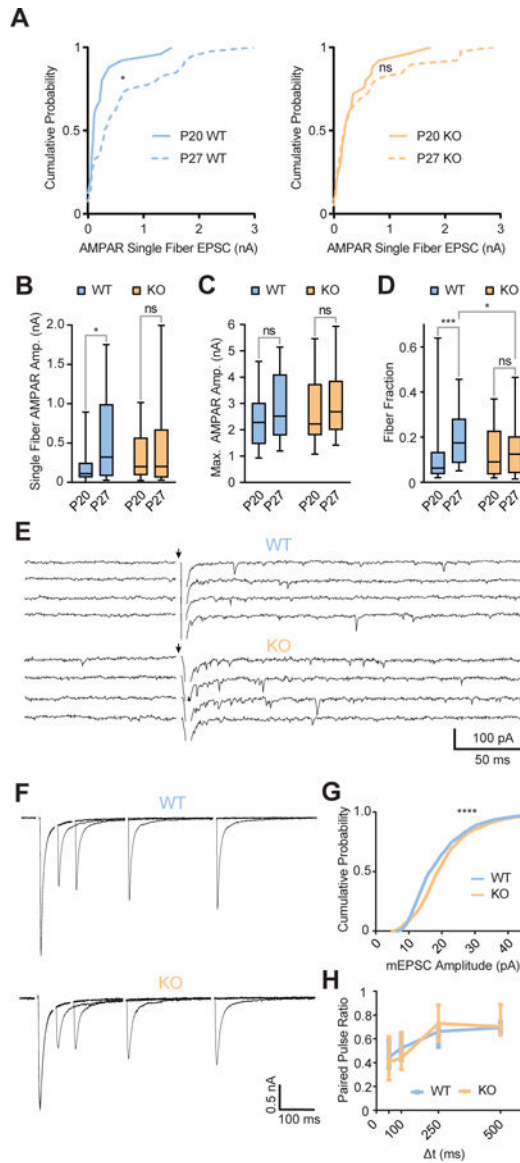 A
Cumulative Probability
1
0.5
0
*
P20 WT
P27 WT
0 1 2 3
AMPAR Single Fiber EPSC (nA)
Cumulative Probability
1
0.5
0
ns
P20 KO
P27 KO
0 1 2 3
AMPAR Single Fiber EPSC (nA)
B
WT KO
Single Fiber AMPAR Amp. (nA)
2.0
1.5
1.0
0.5
0
*
ns
P20 P27 P20 P27
C
WT KO
Max. AMPAR Amp. (nA)
6
5
4
3
2
1
0
ns
ns
P20 P27 P20 P27
D
WT KO
Fiber Fraction
0.6
0.4
0.2
0
***
*
ns
P20 P27 P20 P27
E
WT
KO
100 pA
50 ms
F
WT
KO
0.5 nA
100 ms
G
Cumulative Probability
1.0
0.5
0
****
WT
KO
0 10 20 30 40
mEPSC Amplitude (pA)
H
Paired Pulse Ratio
1.0
0.8
0.6
0.4
0.2
0
WT KO
100 250 500
Δt (ms)